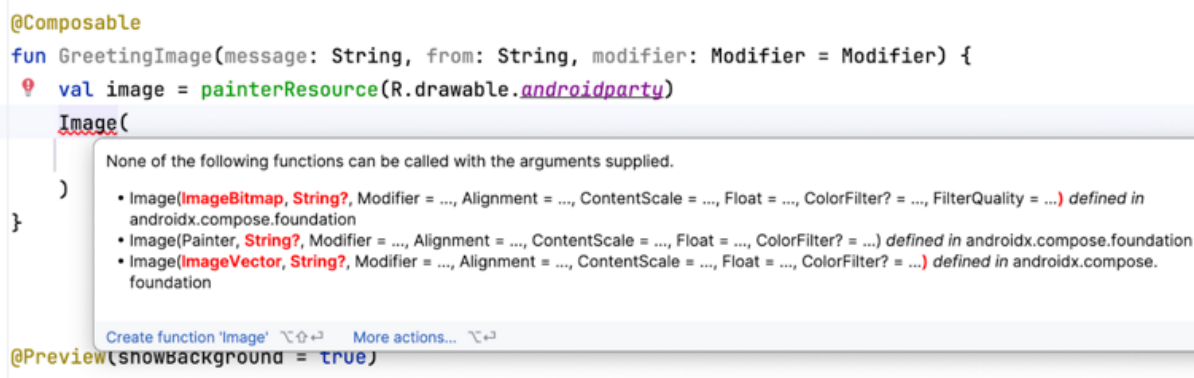 @Composable
fun GreetingImage(message: String, from: String, modifier: Modifier = Modifier) {
val image = painterResource(R.drawable.androidparty)
Image(
None of the following functions can be called with the arguments supplied.
• Image(ImageBitmap, String?, Modifier = ..., Alignment = ..., ContentScale = ..., Float = ..., ColorFilter? = ..., FilterQuality = ...) defined in
androidx.compose.foundation
• Image(Painter, String?, Modifier = ..., Alignment = ..., ContentScale = ..., Float = ..., ColorFilter? = ...) defined in androidx.compose.foundation
• Image(ImageVector, String?, Modifier = ..., Alignment = ..., ContentScale = ..., Float = ..., ColorFilter? = ...) defined in androidx.compose.
foundation
)
}
Create function 'Image' ⌥⇧⏎ More actions... ⌥⏎
@Preview(showBackground = true)